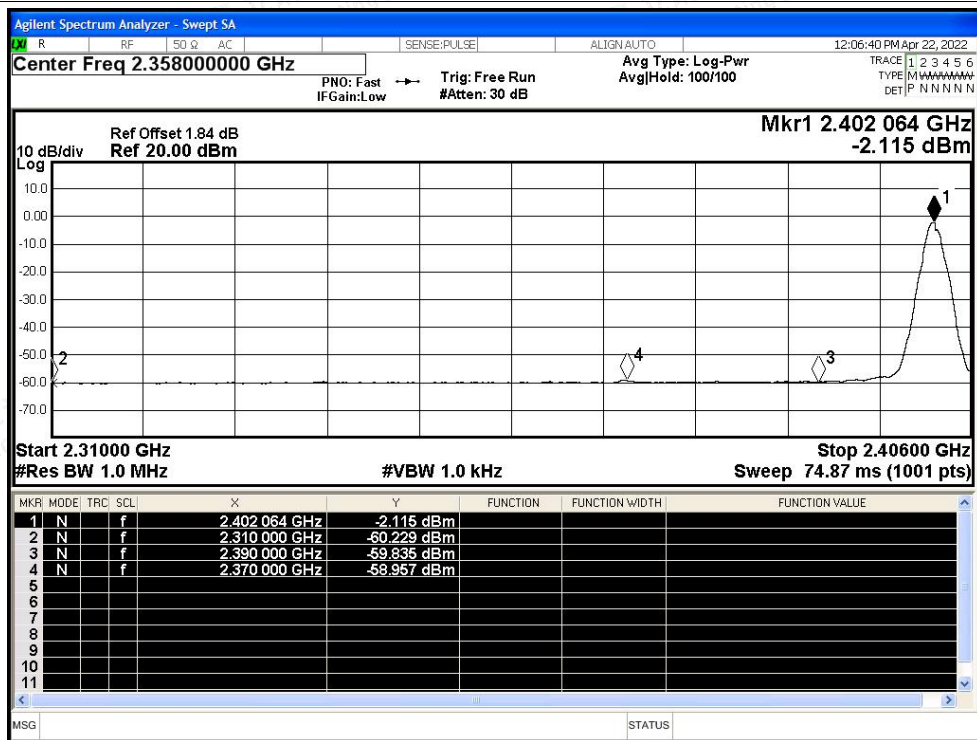 Agilent Spectrum Analyzer - Swept SA
LXI R RF 50 Ω AC SENSE:PULSE ALIGN AUTO 12:06:40 PM Apr 22, 2022
Center Freq 2.358000000 GHz
PNO: Fast Trig: Free Run
IFGain:Low #Atten: 30 dB
Avg Type: Log-Pwr
Avg|Hold: 100/100
TRACE 1 2 3 4 5 6
TYPE M W W W W W
DET P N N N N N
Mkr1 2.402 064 GHz
-2.115 dBm
Ref Offset 1.84 dB
10 dB/div Ref 20.00 dBm
Log
10.0
0.00
-10.0
-20.0
-30.0
-40.0
-50.0
-60.0
-70.0
1
2
4
3
Start 2.31000 GHz Stop 2.40600 GHz
#Res BW 1.0 MHz #VBW 1.0 kHz Sweep 74.87 ms (1001 pts)
MKR MODE TRC SCL X Y FUNCTION FUNCTION WIDTH FUNCTION VALUE
1 N f 2.402 064 GHz -2.115 dBm
2 N f 2.310 000 GHz -60.229 dBm
3 N f 2.390 000 GHz -59.835 dBm
4 N f 2.370 000 GHz -58.957 dBm
5
6
7
8
9
10
11
MSG STATUS